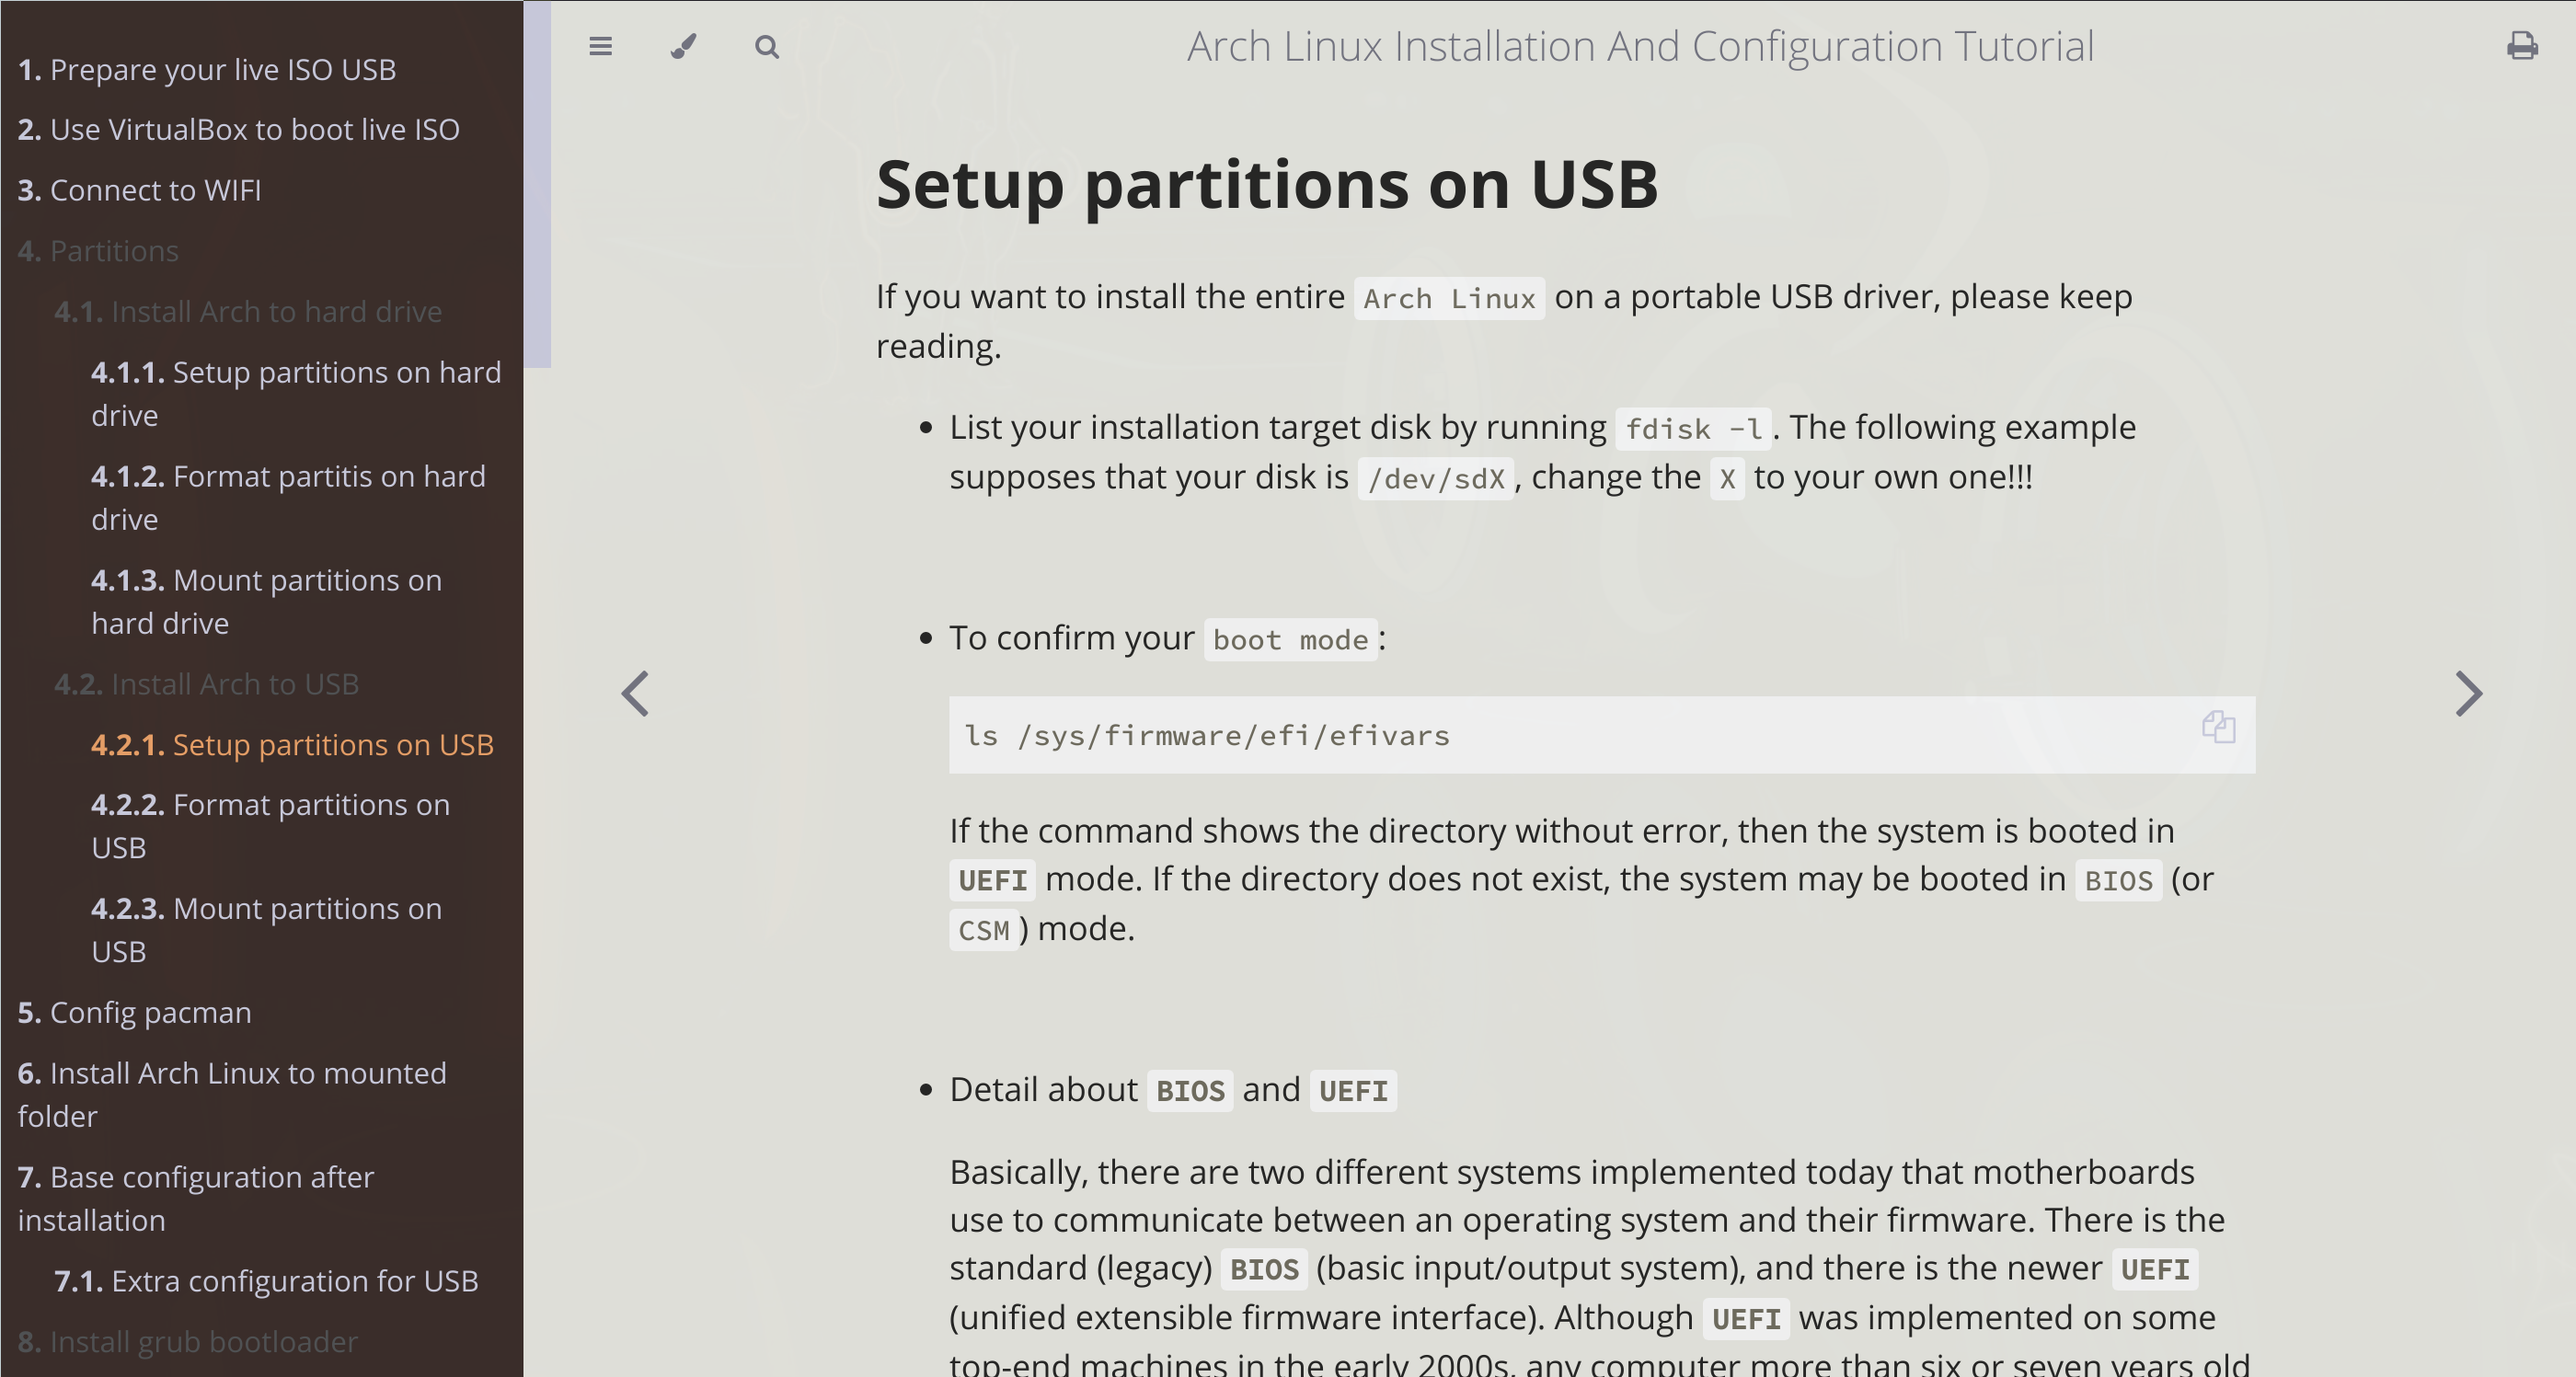 1. Prepare your live ISO USB
2. Use VirtualBox to boot live ISO
3. Connect to WIFI
4. Partitions
4.1. Install Arch to hard drive
4.1.1. Setup partitions on hard
drive
4.1.2. Format partitis on hard
drive
4.1.3. Mount partitions on
hard drive
4.2. Install Arch to USB
4.2.1. Setup partitions on USB
4.2.2. Format partitions on
USB
4.2.3. Mount partitions on
USB
5. Config pacman
6. Install Arch Linux to mounted
folder
7. Base configuration after
installation
7.1. Extra configuration for USB
8. Install grub bootloader
Arch Linux Installation And Configuration Tutorial
Setup partitions on USB
If you want to install the entire Arch Linux on a portable USB driver, please keep
reading.
• List your installation target disk by running fdisk -l. The following example
supposes that your disk is /dev/sdX, change the X to your own one!!!
• To confirm your boot mode:
ls /sys/firmware/efi/efivars
If the command shows the directory without error, then the system is booted in
UEFI mode. If the directory does not exist, the system may be booted in BIOS (or
CSM) mode.
• Detail about BIOS and UEFI
Basically, there are two different systems implemented today that motherboards
use to communicate between an operating system and their firmware. There is the
standard (legacy) BIOS (basic input/output system), and there is the newer UEFI
(unified extensible firmware interface). Although UEFI was implemented on some
top-end machines in the early 2000s, any computer more than six or seven years old